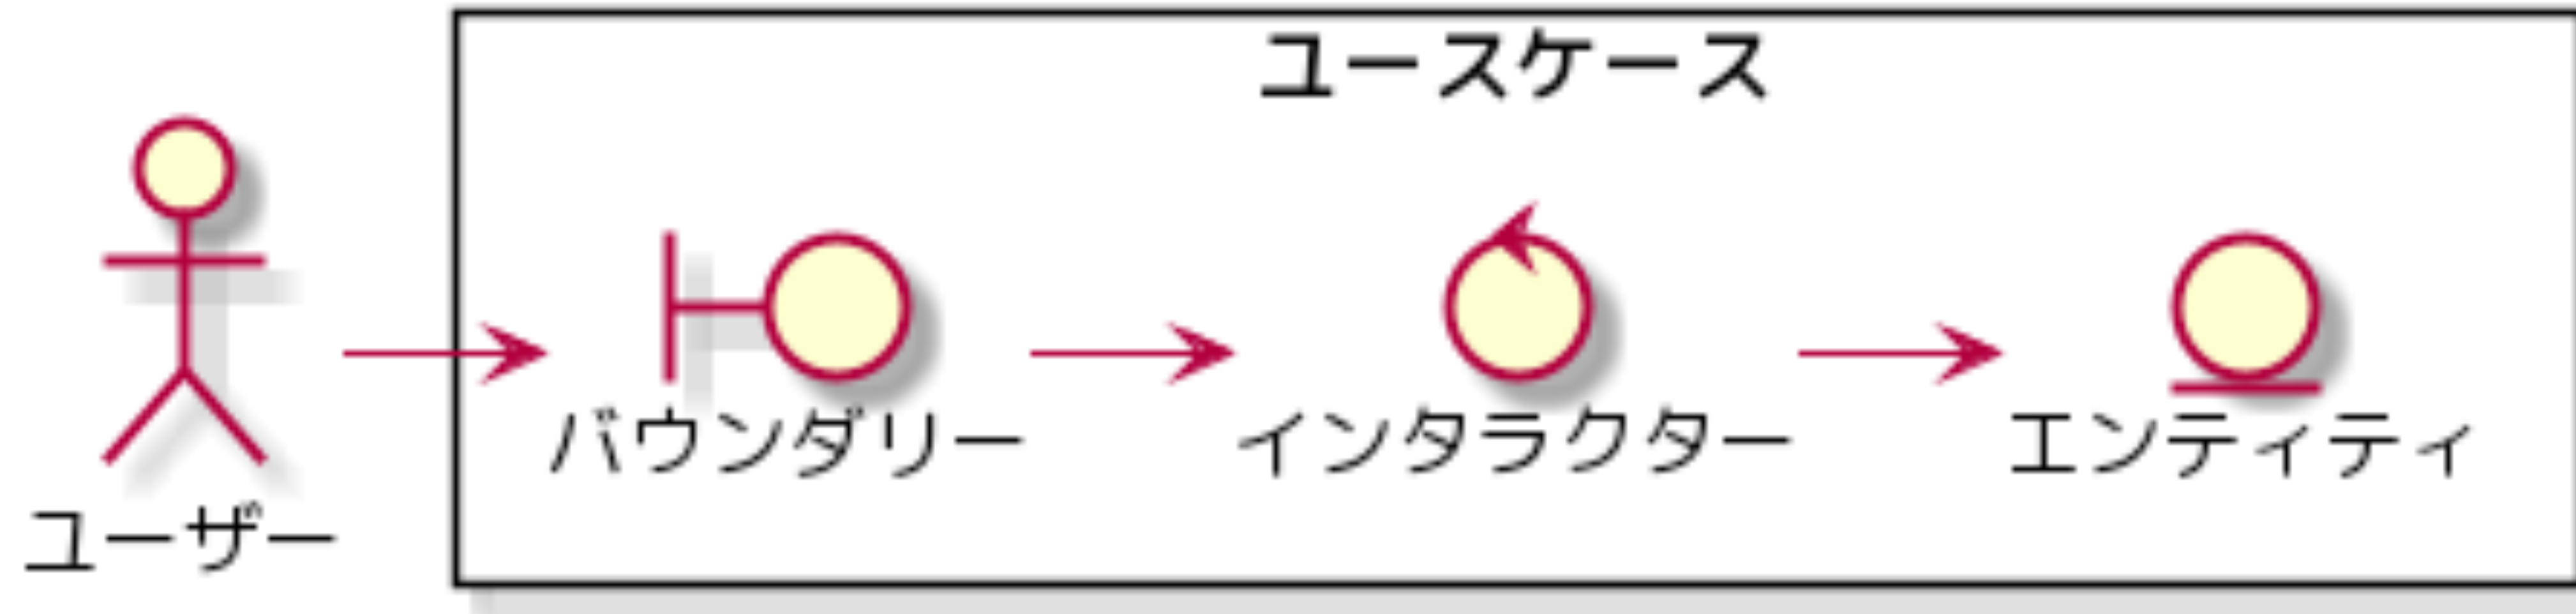 ユースケース
バウンダリー
インタラクター
エンティティ
ユーザー